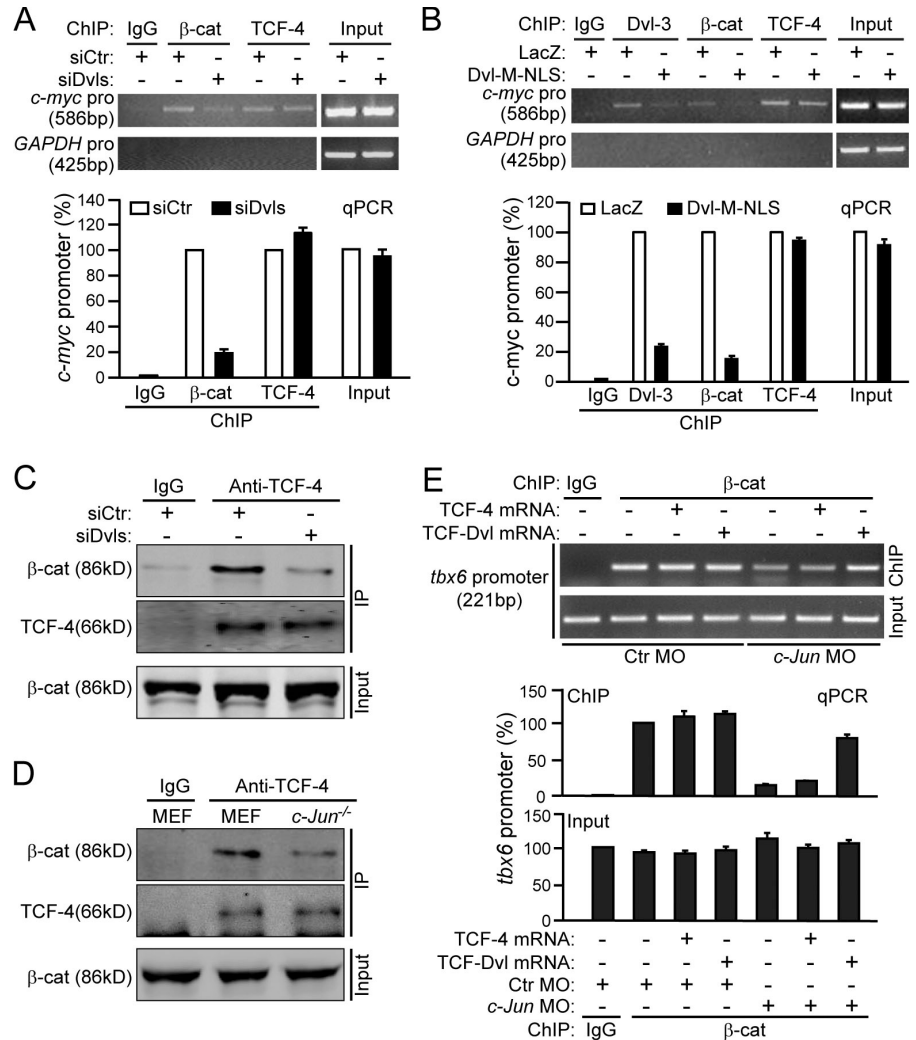 A
ChIP: IgG β-cat TCF-4 Input
siCtr: + + - + - + -
siDvls: - - + - + - +
c-myc pro
(586bp)
GAPDH pro
(425bp)
c-myc promoter (%)
140
120
100
80
60
40
20
0
siCtr siDvls qPCR
IgG β-cat TCF-4 Input
ChIP
B
ChIP: IgG Dvl-3 β-cat TCF-4 Input
LacZ: + + - + - + - + -
Dvl-M-NLS: - - + - + - + - +
c-myc pro
(586bp)
GAPDH pro
(425bp)
c-myc promoter (%)
120
100
80
60
40
20
0
LacZ Dvl-M-NLS qPCR
IgG Dvl-3 β-cat TCF-4 Input
ChIP
C
IgG Anti-TCF-4
siCtr: + + -
siDvls: - - +
β-cat (86kD)
TCF-4(66kD)
IP
β-cat (86kD)
Input
D
IgG Anti-TCF-4
MEF MEF c-Jun-/-
β-cat (86kD)
TCF-4(66kD)
IP
β-cat (86kD)
Input
E
ChIP: IgG β-cat
TCF-4 mRNA: - - + - - + -
TCF-Dvl mRNA: - - - + - - +
tbx6 promoter
(221bp)
ChIP
Input
Ctr MO c-Jun MO
tbx6 promoter (%)
150
100
50
0
ChIP qPCR
150
100
50
0
Input
TCF-4 mRNA: - - + - - + -
TCF-Dvl mRNA: - - - + - - +
Ctr MO: + + + + - - -
c-Jun MO: - - - - + + +
ChIP: IgG β-cat